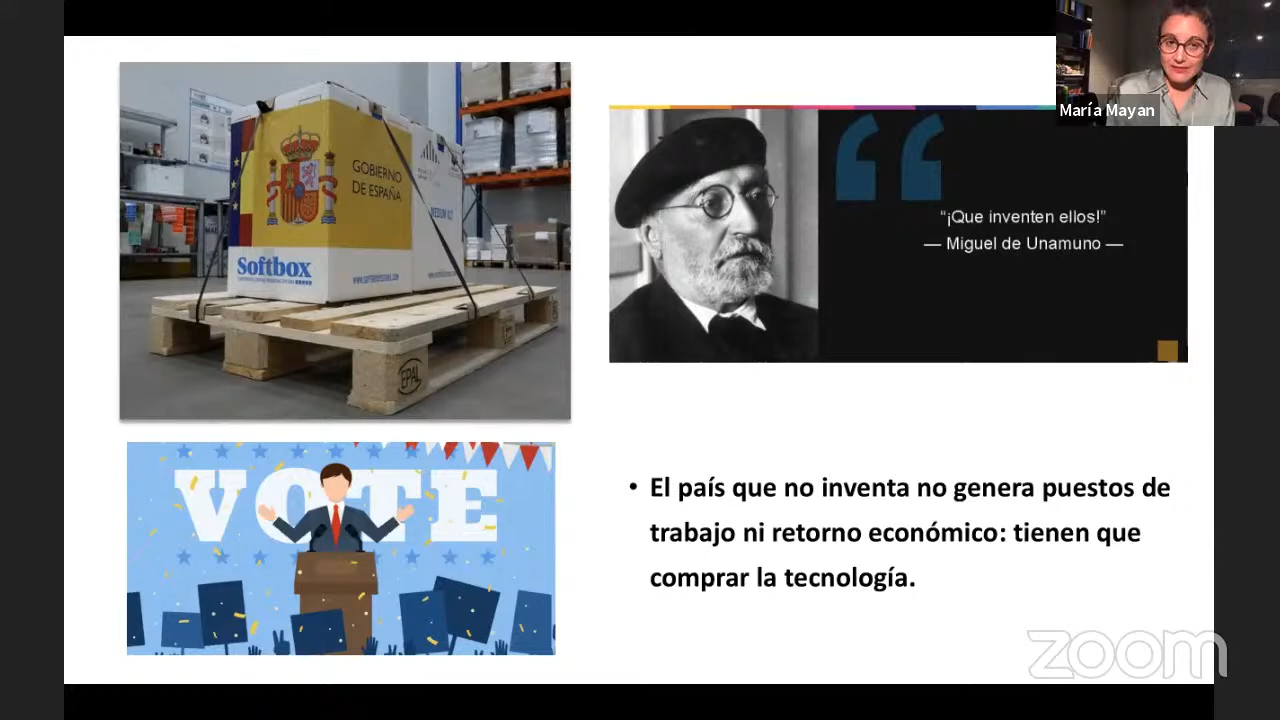 María Mayan
GOBIERNO
DE ESPAÑA
Softbox
EPAL
“¡Que inventen ellos!”
— Miguel de Unamuno —
VOTE
• El país que no inventa no genera puestos de
trabajo ni retorno económico: tienen que
comprar la tecnología.
zoom